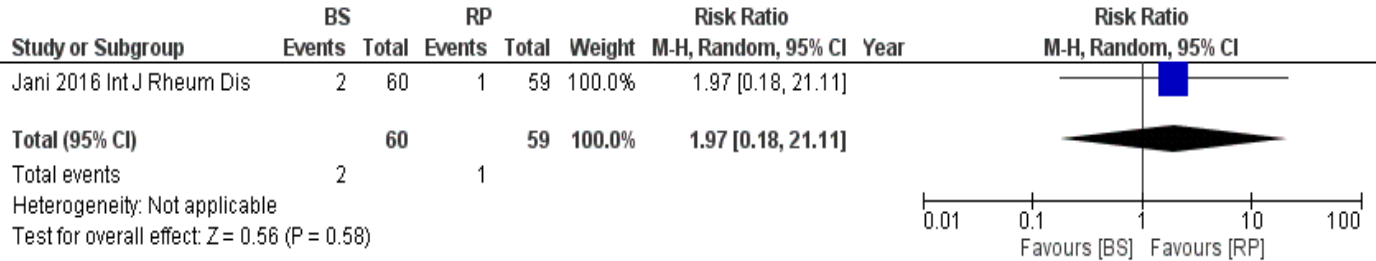 BS RP Risk Ratio Risk Ratio
Study or Subgroup Events Total Events Total Weight M-H, Random, 95% CI Year M-H, Random, 95% CI
Jani 2016 Int J Rheum Dis 2 60 1 59 100.0% 1.97 [0.18, 21.11]
Total (95% CI) 60 59 100.0% 1.97 [0.18, 21.11]
Total events 2 1
Heterogeneity: Not applicable
Test for overall effect: Z = 0.56 (P = 0.58)
0.01 0.1 1 10 100
Favours [BS] Favours [RP]